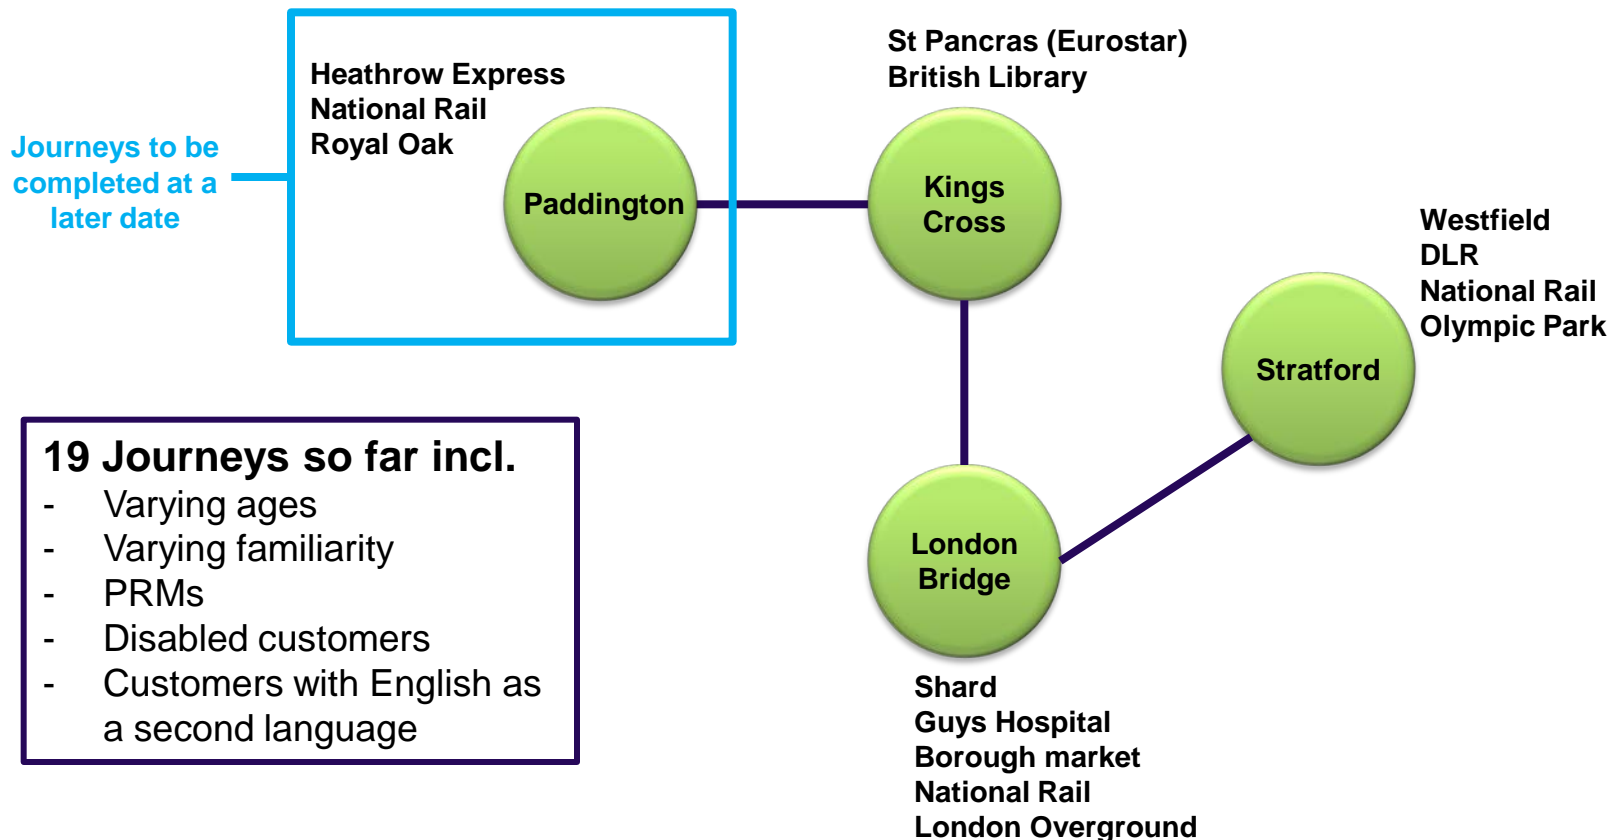 Journeys to be
completed at a
later date
Heathrow Express
National Rail
Royal Oak
Paddington
St Pancras (Eurostar)
British Library
Kings
Cross
Westfield
DLR
National Rail
Olympic Park
Stratford
19 Journeys so far incl.
- Varying ages
- Varying familiarity
- PRMs
- Disabled customers
- Customers with English as
a second language
London
Bridge
Shard
Guys Hospital
Borough market
National Rail
London Overground